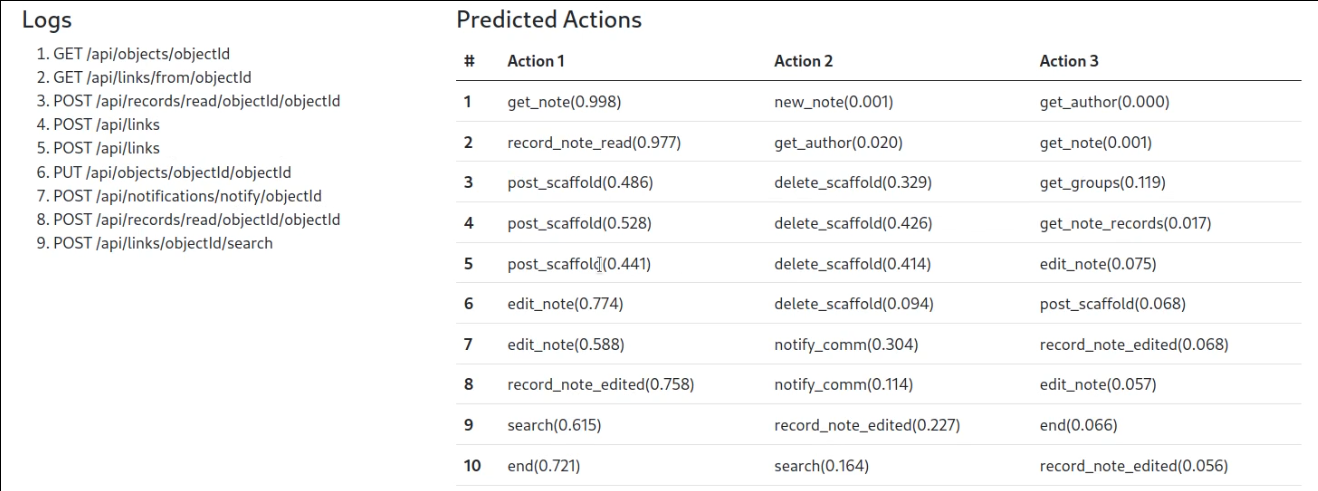 Logs
1. GET /api/objects/objectId
2. GET /api/links/from/objectId
3. POST /api/records/read/objectId/objectId
4. POST /api/links
5. POST /api/links
6. PUT /api/objects/objectId/objectId
7. POST /api/notifications/notify/objectId
8. POST /api/records/read/objectId/objectId
9. POST /api/links/objectId/search
Predicted Actions
# Action 1 Action 2 Action 3
1 get_note(0.998) new_note(0.001) get_author(0.000)
2 record_note_read(0.977) get_author(0.020) get_note(0.001)
3 post_scaffold(0.486) delete_scaffold(0.329) get_groups(0.119)
4 post_scaffold(0.528) delete_scaffold(0.426) get_note_records(0.017)
5 post_scaffold(0.441) delete_scaffold(0.414) edit_note(0.075)
6 edit_note(0.774) delete_scaffold(0.094) post_scaffold(0.068)
7 edit_note(0.588) notify_comm(0.304) record_note_edited(0.068)
8 record_note_edited(0.758) notify_comm(0.114) edit_note(0.057)
9 search(0.615) record_note_edited(0.227) end(0.066)
10 end(0.721) search(0.164) record_note_edited(0.056)